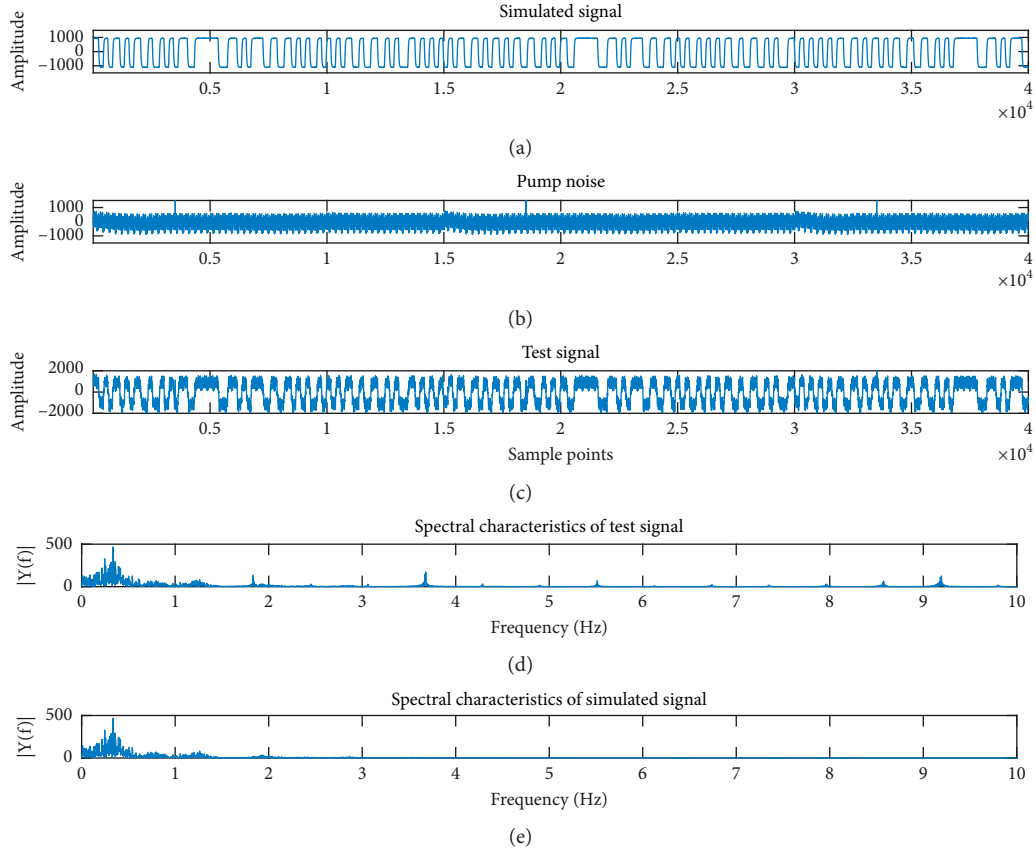 Simulated signal
Amplitude
1000
0
−1000
0.5 1 1.5 2 2.5 3 3.5 4
×10^4
(a)
Pump noise
Amplitude
1000
0
−1000
0.5 1 1.5 2 2.5 3 3.5 4
×10^4
(b)
Test signal
Amplitude
2000
0
−2000
0.5 1 1.5 2 2.5 3 3.5 4
Sample points
×10^4
(c)
Spectral characteristics of test signal
|Y(f)|
500
0
0 1 2 3 4 5 6 7 8 9 10
Frequency (Hz)
(d)
Spectral characteristics of simulated signal
|Y(f)|
500
0
0 1 2 3 4 5 6 7 8 9 10
Frequency (Hz)
(e)